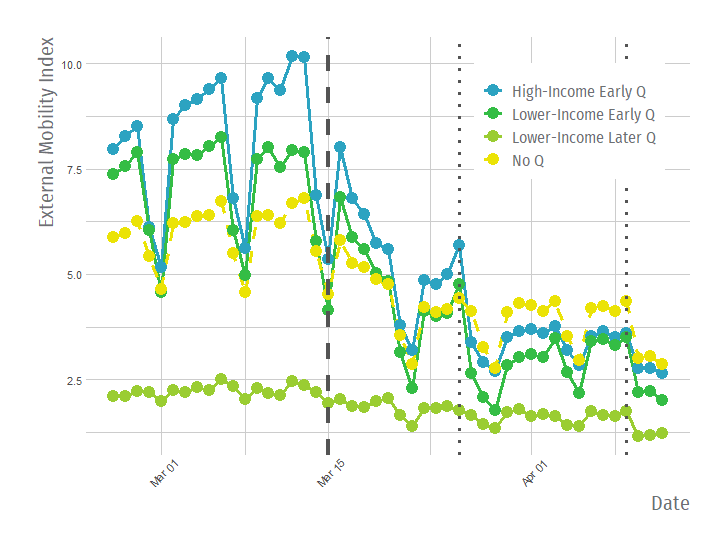 External Mobility Index
10.0
7.5
5.0
2.5
High-Income Early Q
Lower-Income Early Q
Lower-Income Later Q
No Q
Mar 01
Mar 15
Apr 01
Date